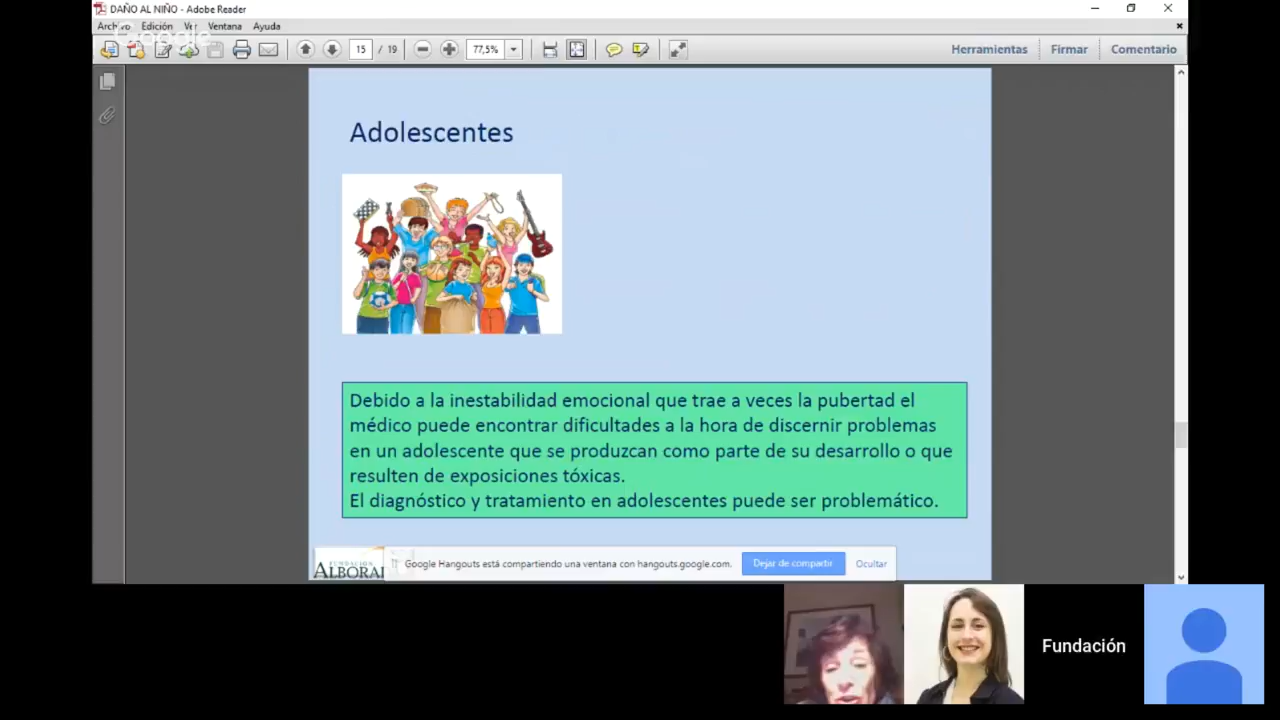 DAÑO AL NIÑO - Adobe Reader
Archivo Edición Ver Ventana Ayuda
Google
15 / 19
77,5%
Herramientas
Firmar
Comentario
Adolescentes
Debido a la inestabilidad emocional que trae a veces la pubertad el
médico puede encontrar dificultades a la hora de discernir problemas
en un adolescente que se produzcan como parte de su desarrollo o que
resulten de exposiciones tóxicas.
El diagnóstico y tratamiento en adolescentes puede ser problemático.
FUNDACIÓN
ALBORA
Google Hangouts está compartiendo una ventana con hangouts.google.com.
Dejar de compartir
Ocultar
Fundación